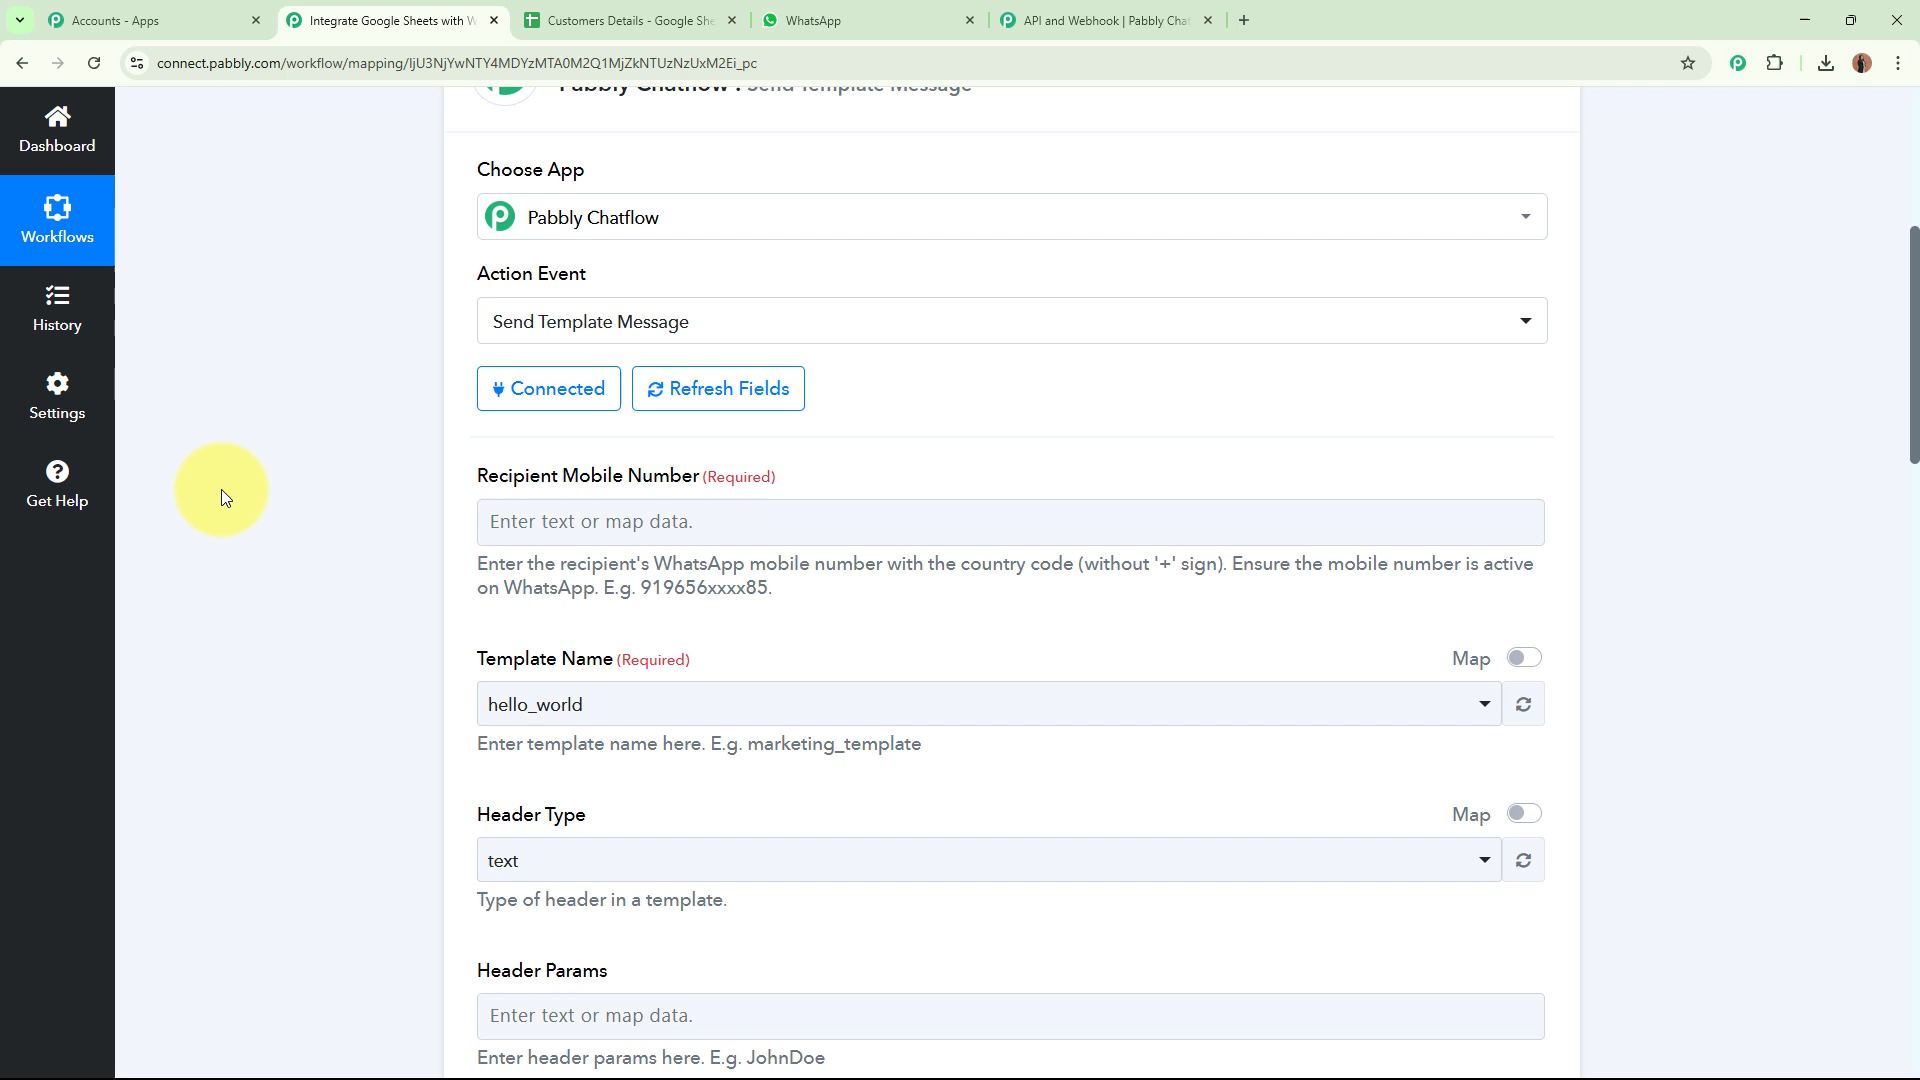 Accounts - Apps
Integrate Google Sheets with W
Customers Details - Google She
WhatsApp
API and Webhook | Pabbly Chat
connect.pabbly.com/workflow/mapping/IjU3NjYwNTY4MDYzMTA0M2Q1MjZkNTUzNzUxM2Ei_pc
Pabbly Chatflow : Send Template Message
Dashboard
Workflows
History
Settings
Get Help
Choose App
Pabbly Chatflow
Action Event
Send Template Message
Connected
Refresh Fields
Recipient Mobile Number (Required)
Enter text or map data.
Enter the recipient's WhatsApp mobile number with the country code (without '+' sign). Ensure the mobile number is active
on WhatsApp. E.g. 919656xxxx85.
Template Name (Required)
Map
hello_world
Enter template name here. E.g. marketing_template
Header Type
Map
text
Type of header in a template.
Header Params
Enter text or map data.
Enter header params here. E.g. JohnDoe